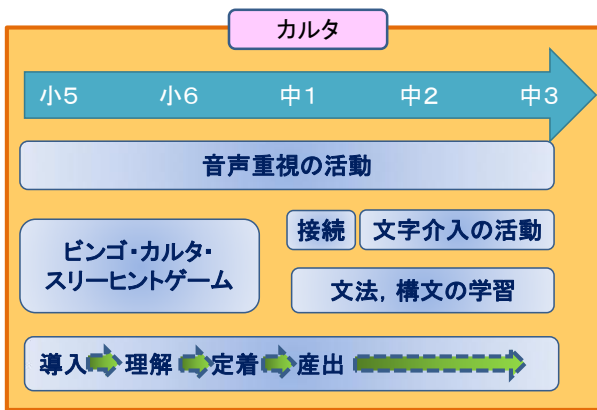 カルタ
小5 小6 中1 中2 中3
音声重視の活動
ビンゴ・カルタ・
スリーヒントゲーム
接続 文字介入の活動
文法，構文の学習
導入 理解 定着 産出